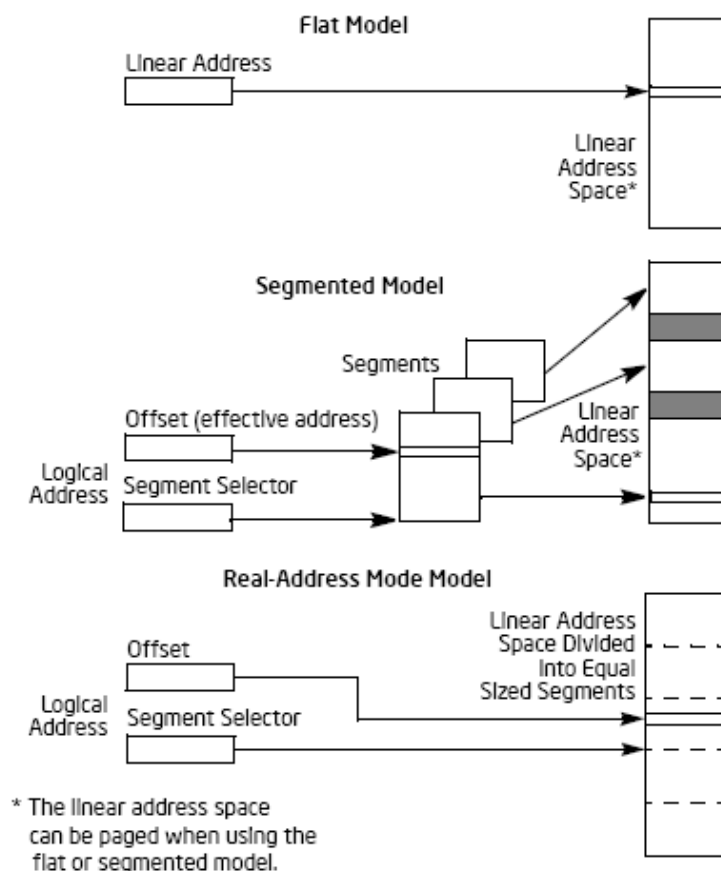 Flat Model
Linear Address
Linear
Address
Space*
Segmented Model
Segments
Offset (effective address)
Logical
Address
Segment Selector
Linear
Address
Space*
Real-Address Mode Model
Linear Address
Space Divided
Into Equal
Sized Segments
Offset
Logical
Address
Segment Selector
* The linear address space
can be paged when using the
flat or segmented model.